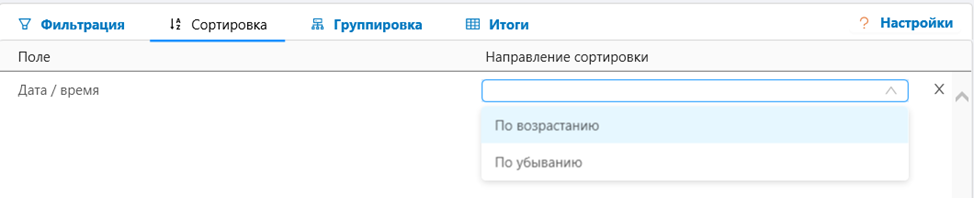 Фильтрация Сортировка Группировка Итоги ? Настройки
Поле Направление сортировки
Дата / время
По возрастанию
По убыванию